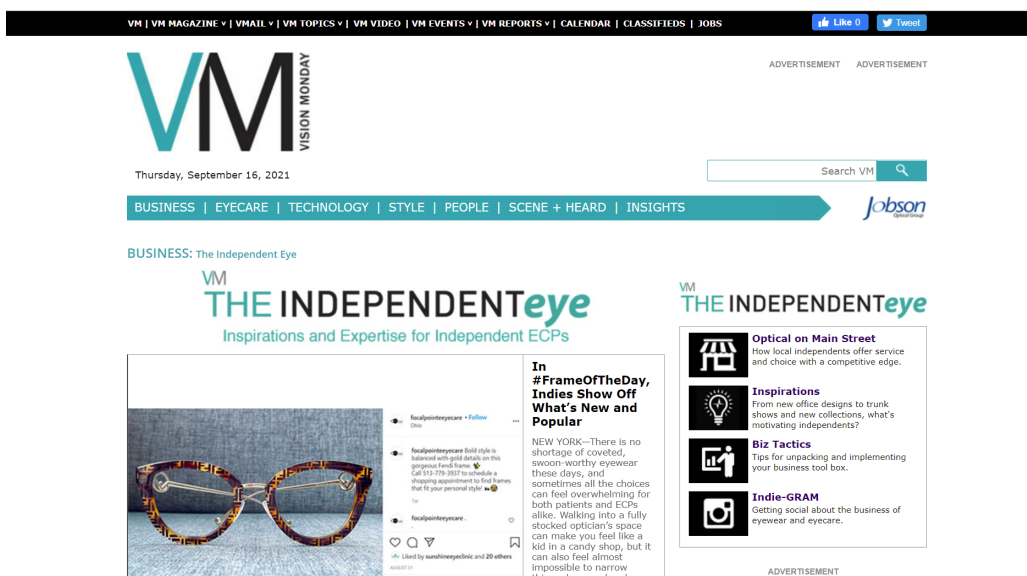 VM | VM MAGAZINE v | VMAIL v | VM TOPICS v | VM VIDEO | VM EVENTS v | VM REPORTS v | CALENDAR | CLASSIFIEDS | JOBS
Like 0
Tweet
VM
VISION MONDAY
ADVERTISEMENT
ADVERTISEMENT
Thursday, September 16, 2021
Search VM
BUSINESS | EYECARE | TECHNOLOGY | STYLE | PEOPLE | SCENE + HEARD | INSIGHTS
Jobson
Optical Group
BUSINESS: The Independent Eye
VM
THE INDEPENDENTeye
Inspirations and Expertise for Independent ECPs
focalpointeeyecare • Follow
Ohio
focalpointeeyecare Bold style is
balanced with gold details on this
gorgeous Fendi frame.
Call 513-779-3937 to schedule a
shopping appointment to find frames
that fit your personal style!
focalpointeeyecare .
Liked by sunshineeyeclinic and 20 others
AUGUST 31
In
#FrameOfTheDay,
Indies Show Off
What's New and
Popular
NEW YORK—There is no
shortage of coveted,
swoon-worthy eyewear
these days, and
sometimes all the choices
can feel overwhelming for
both patients and ECPs
alike. Walking into a fully
stocked optician's space
can make you feel like a
kid in a candy shop, but it
can also feel almost
impossible to narrow
VM
THE INDEPENDENTeye
Optical on Main Street
How local independents offer service
and choice with a competitive edge.
Inspirations
From new office designs to trunk
shows and new collections, what's
motivating independents?
Biz Tactics
Tips for unpacking and implementing
your business tool box.
Indie-GRAM
Getting social about the business of
eyewear and eyecare.
ADVERTISEMENT